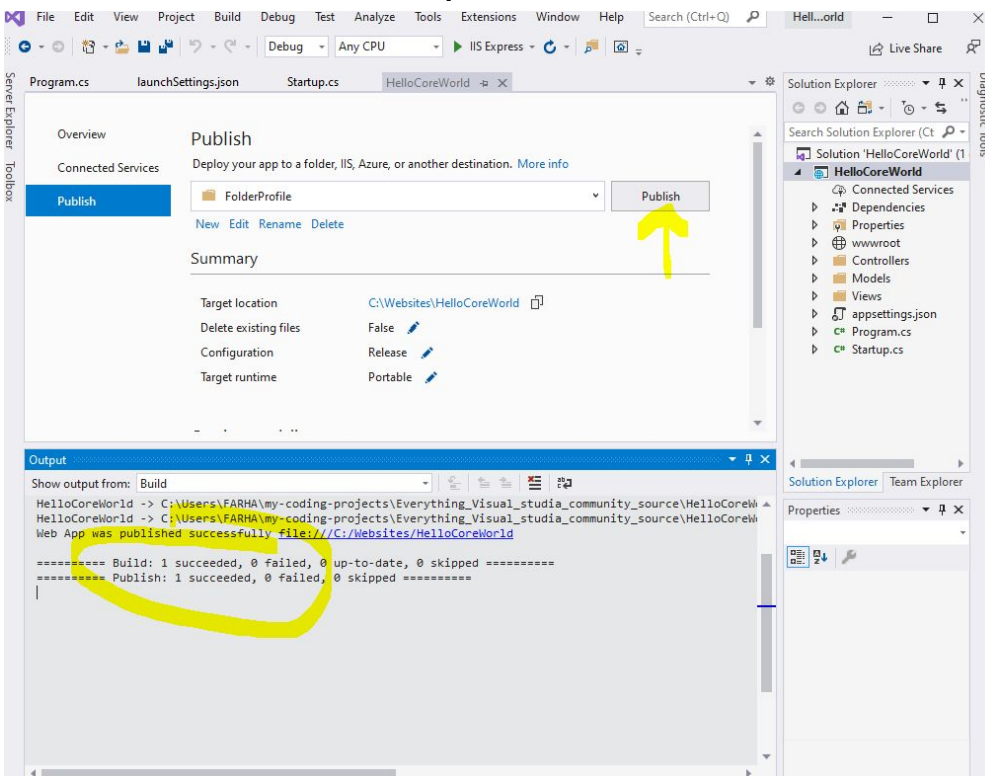 File Edit View Project Build Debug Test Analyze Tools Extensions Window Help Search (Ctrl+Q) Hell...orld
Debug Any CPU IIS Express Live Share
Server Explorer
Toolbox
Program.cs launchSettings.json Startup.cs HelloCoreWorld
Overview
Connected Services
Publish
Publish
Deploy your app to a folder, IIS, Azure, or another destination. More info
FolderProfile
Publish
New Edit Rename Delete
Summary
Target location C:\Websites\HelloCoreWorld
Delete existing files False
Configuration Release
Target runtime Portable
Solution Explorer
Search Solution Explorer (Ct
Solution 'HelloCoreWorld' (1
HelloCoreWorld
Connected Services
Dependencies
Properties
wwwroot
Controllers
Models
Views
appsettings.json
C# Program.cs
C# Startup.cs
Solution Explorer Team Explorer
Properties
Diagnostic Tools
Output
Show output from: Build
HelloCoreWorld -> C:\Users\FARHA\my-coding-projects\Everything_Visual_studia_community_source\HelloCoreW
HelloCoreWorld -> C:\Users\FARHA\my-coding-projects\Everything_Visual_studia_community_source\HelloCoreW
Web App was published successfully file:///C:/Websites/HelloCoreWorld
========== Build: 1 succeeded, 0 failed, 0 up-to-date, 0 skipped ==========
========== Publish: 1 succeeded, 0 failed, 0 skipped ==========